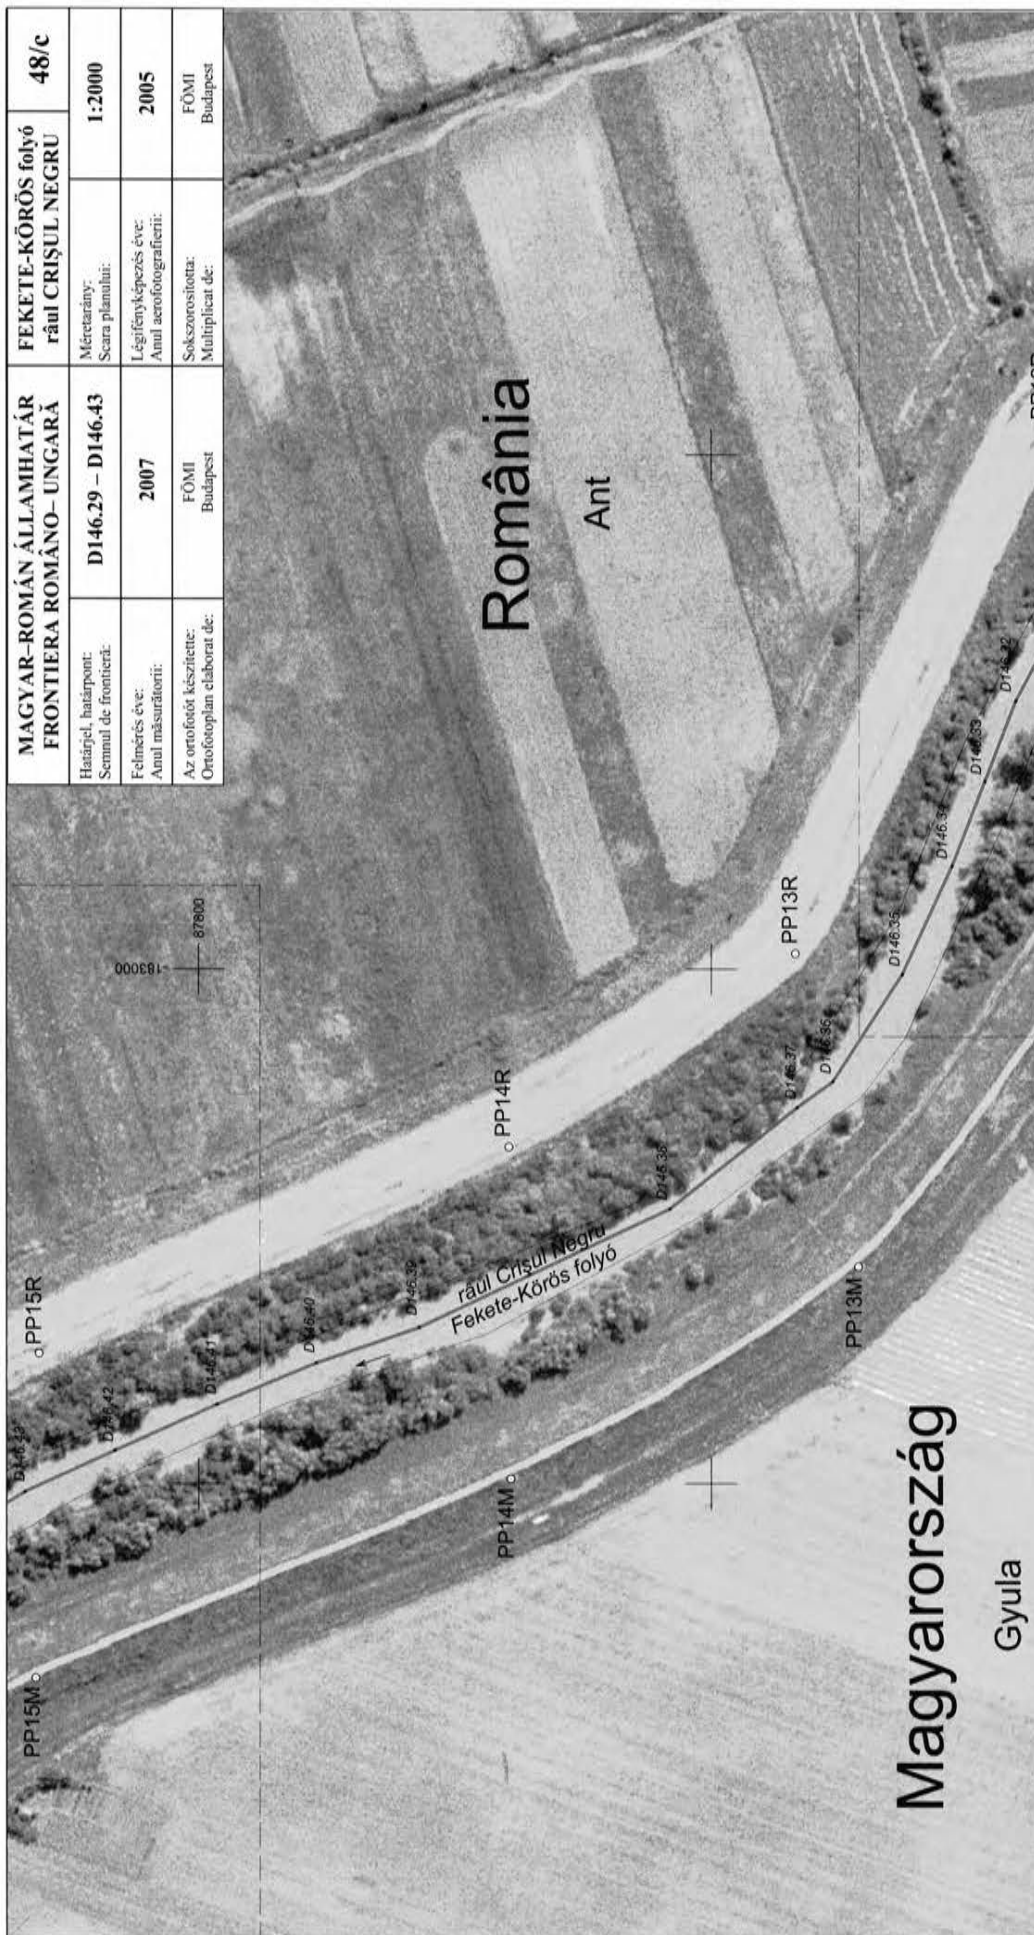 MAGYAR–ROMÁN ÁLLAMHATÁR
FRONTIERA ROMÂNO– UNGARĂ
FEKETE-KÖRÖS folyó
râul CRIŞUL NEGRU
48/c
Határjel, határpont:
Semnul de frontieră:
D146.29 – D146.43
Méretarány:
Scara planului:
1:2000
Felmérés éve:
Anul măsurătorii:
2007
Légifényképezés éve:
Anul aerofotografierii:
2005
Az ortofotót készítette:
Ortofotoplan elaborat de:
FÖMI
Budapest
Sokszorosította:
Multiplicat de:
FÖMI
Budapest
183000
87800
România
Ant
PP15R
PP14R
PP13R
D146.43
D146.42
D146.41
D146.40
D146.39
D146.38
D146.37
D146.36
D146.35
D146.34
D146.33
D146.32
râul Crişul Negru
Fekete-Körös folyó
PP15M
PP14M
PP13M
Magyarország
Gyula